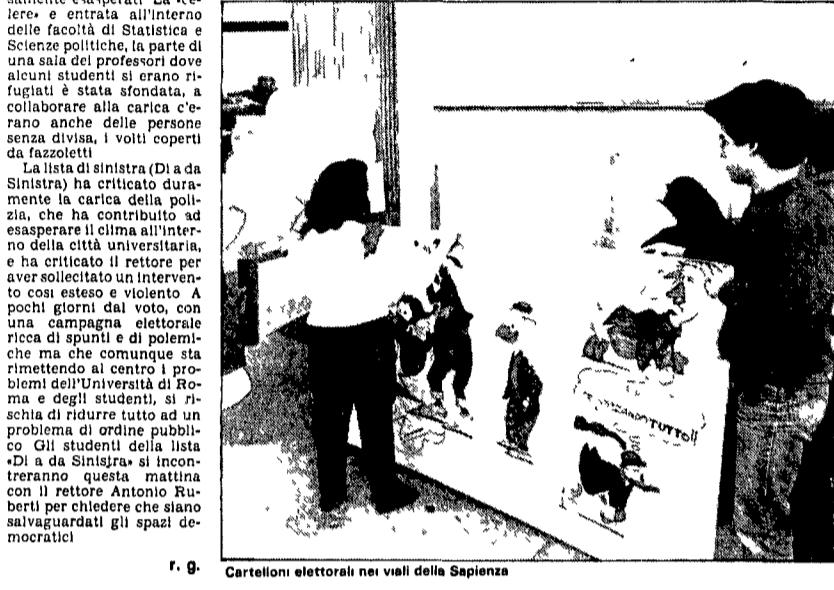 samente esasperati La «ce-
lere» e entrata all'interno
delle facoltà di Statistica e
Scienze politiche, la parte di
una sala dei professori dove
alcuni studenti si erano ri-
fugiati è stata sfondata, a
collaborare alla carica c'e-
rano anche delle persone
senza divisa, i volti coperti
da fazzoletti
La lista di sinistra (Di a da
Sinistra) ha criticato dura-
mente la carica della poli-
zia, che ha contribuito ad
esasperare il clima all'inter-
no della città universitaria,
e ha criticato il rettore per
aver sollecitato un interven-
to così esteso e violento A
pochi giorni dal voto, con
una campagna elettorale
ricca di spunti e di polemi-
che ma che comunque sta
rimettendo al centro i pro-
blemi dell'Università di Ro-
ma e degli studenti, si ri-
schia di ridurre tutto ad un
problema di ordine pubbli-
co Gli studenti della lista
«Di a da Sinistra» si incon-
treranno questa mattina
con il rettore Antonio Ru-
berti per chiedere che siano
salvaguardati gli spazi de-
mocratici
r. g.
TUTTO!!
Cartelloni elettorali nei viali della Sapienza